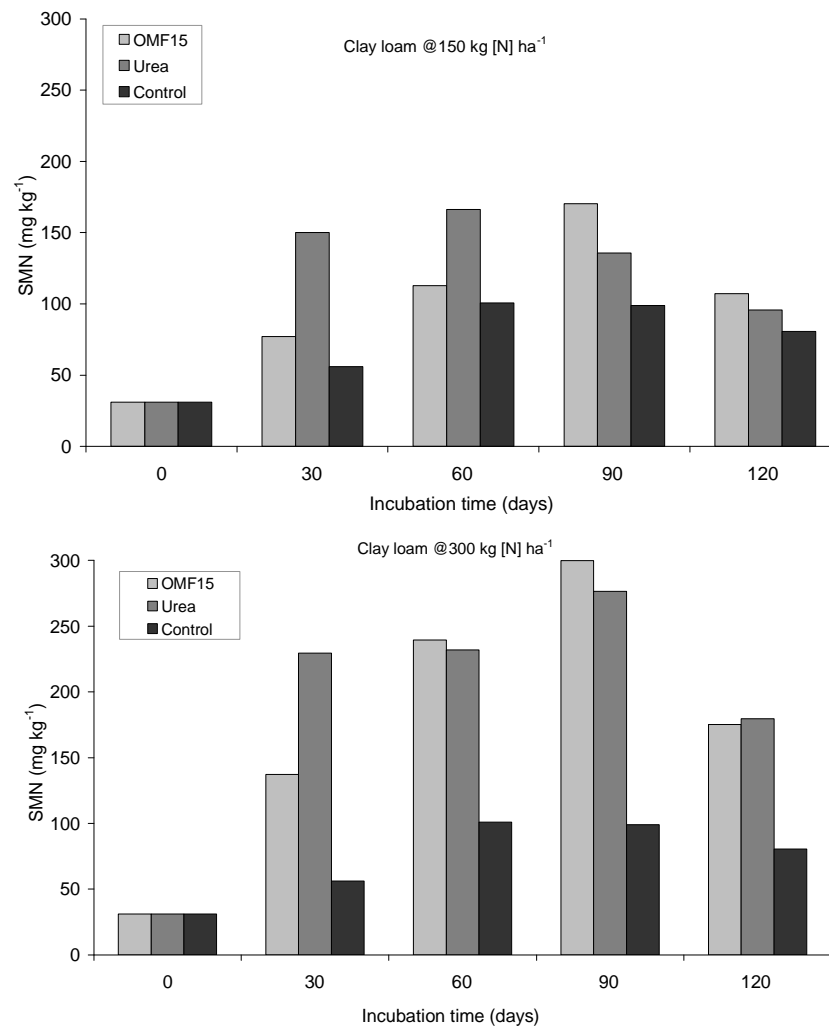 300
250
200
150
100
50
0
SMN (mg kg⁻¹)
OMF15
Urea
Control
Clay loam @150 kg [N] ha⁻¹
0 30 60 90 120
Incubation time (days)
Clay loam @300 kg [N] ha⁻¹
300
250
200
150
100
50
0
SMN (mg kg⁻¹)
OMF15
Urea
Control
0 30 60 90 120
Incubation time (days)